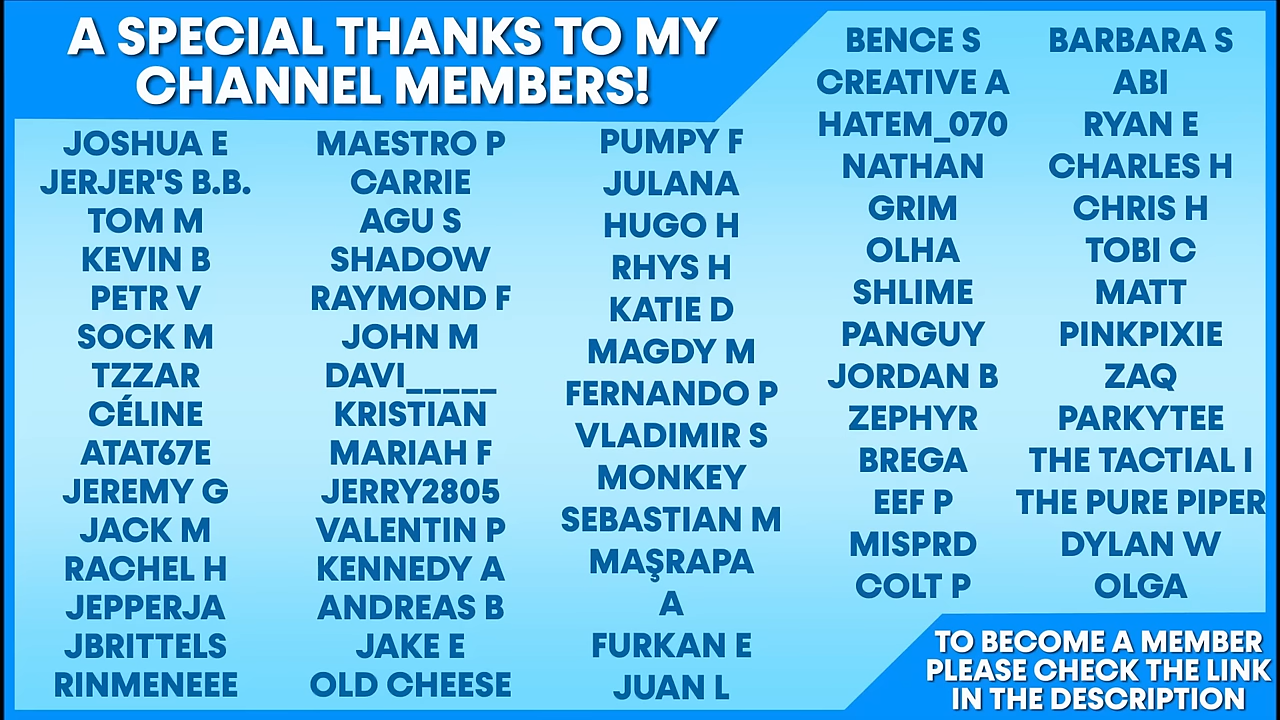 A SPECIAL THANKS TO MY
CHANNEL MEMBERS!
JOSHUA E
JERJER'S B.B.
TOM M
KEVIN B
PETR V
SOCK M
TZZAR
CÉLINE
ATAT67E
JEREMY G
JACK M
RACHEL H
JEPPERJA
JBRITTELS
RINMENEEE
MAESTRO P
CARRIE
AGU S
SHADOW
RAYMOND F
JOHN M
DAVI_____
KRISTIAN
MARIAH F
JERRY2805
VALENTIN P
KENNEDY A
ANDREAS B
JAKE E
OLD CHEESE
PUMPY F
JULANA
HUGO H
RHYS H
KATIE D
MAGDY M
FERNANDO P
VLADIMIR S
MONKEY
SEBASTIAN M
MAŞRAPA
A
FURKAN E
JUAN L
BENCE S
CREATIVE A
HATEM_070
NATHAN
GRIM
OLHA
SHLIME
PANGUY
JORDAN B
ZEPHYR
BREGA
EEF P
MISPRD
COLT P
BARBARA S
ABI
RYAN E
CHARLES H
CHRIS H
TOBI C
MATT
PINKPIXIE
ZAQ
PARKYTEE
THE TACTIAL I
THE PURE PIPER
DYLAN W
OLGA
TO BECOME A MEMBER
PLEASE CHECK THE LINK
IN THE DESCRIPTION